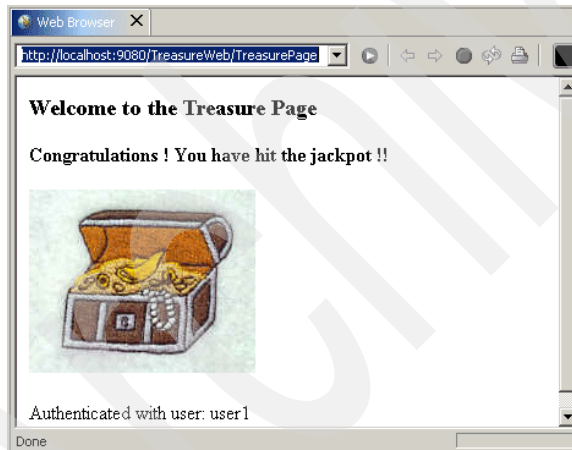 Web Browser
http://localhost:9080/TreasureWeb/TreasurePage
Welcome to the Treasure Page
Congratulations ! You have hit the jackpot !!
Authenticated with user: user1
Done